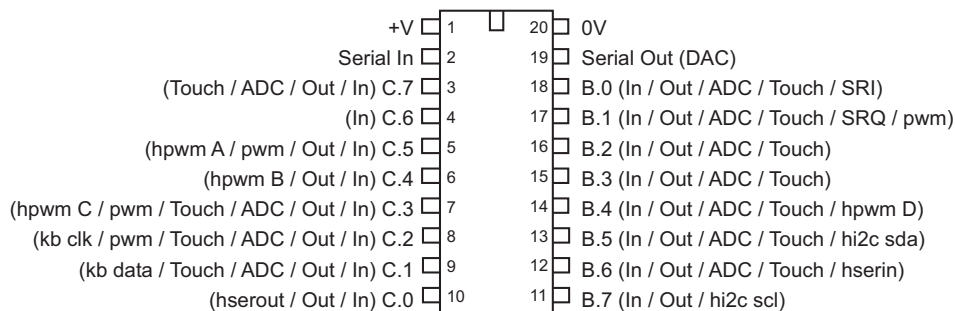 +V 1 20 0V
Serial In 2 19 Serial Out (DAC)
(Touch / ADC / Out / In) C.7 3 18 B.0 (In / Out / ADC / Touch / SRI)
(In) C.6 4 17 B.1 (In / Out / ADC / Touch / SRQ / pwm)
(hpwm A / pwm / Out / In) C.5 5 16 B.2 (In / Out / ADC / Touch)
(hpwm B / Out / In) C.4 6 15 B.3 (In / Out / ADC / Touch)
(hpwm C / pwm / Touch / ADC / Out / In) C.3 7 14 B.4 (In / Out / ADC / Touch / hpwm D)
(kb clk / pwm / Touch / ADC / Out / In) C.2 8 13 B.5 (In / Out / ADC / Touch / hi2c sda)
(kb data / Touch / ADC / Out / In) C.1 9 12 B.6 (In / Out / ADC / Touch / hserin)
(hserout / Out / In) C.0 10 11 B.7 (In / Out / hi2c scl)